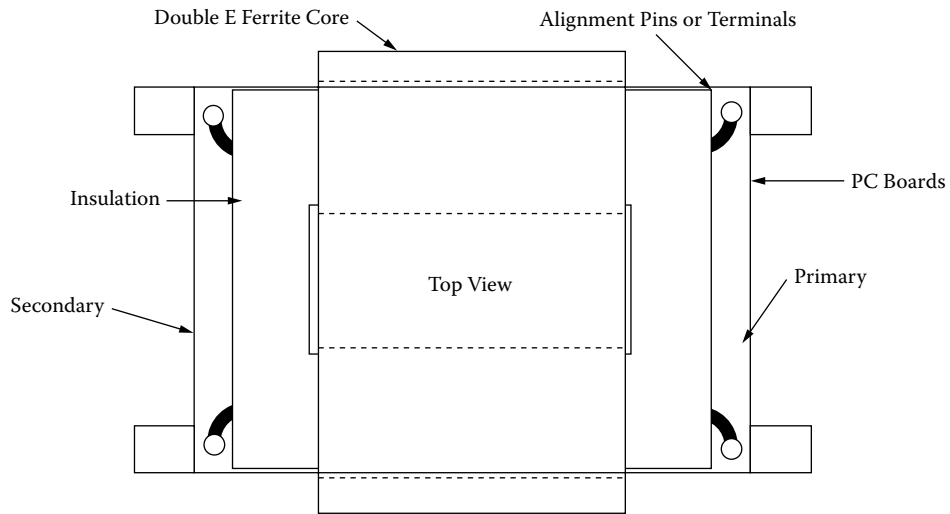 Double E Ferrite Core
Alignment Pins or Terminals
Insulation
PC Boards
Top View
Primary
Secondary